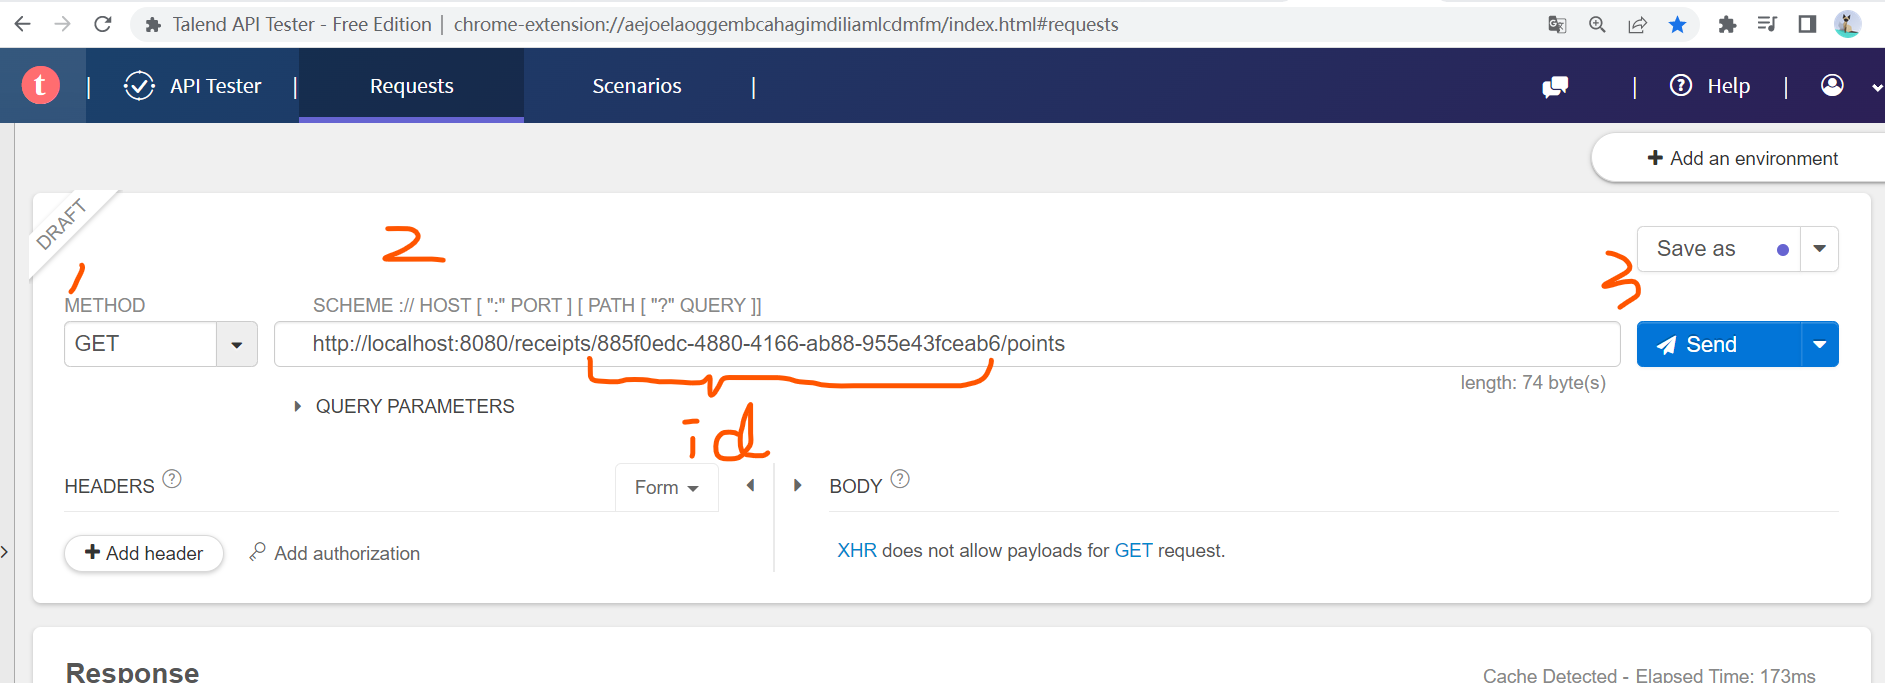 Talend API Tester - Free Edition | chrome-extension://aejoelaoggembcahagimdiliamlcdmfm/index.html#requests
t | API Tester | Requests Scenarios | | Help |
+ Add an environment
DRAFT
2
Save as
1
3
METHOD SCHEME :// HOST [ ":" PORT ] [ PATH [ "?" QUERY ]]
GET http://localhost:8080/receipts/885f0edc-4880-4166-ab88-955e43fceab6/points Send
length: 74 byte(s)
QUERY PARAMETERS
id
HEADERS ? Form BODY ?
+ Add header Add authorization XHR does not allow payloads for GET request.
Response Cache Detected - Elapsed Time: 173ms